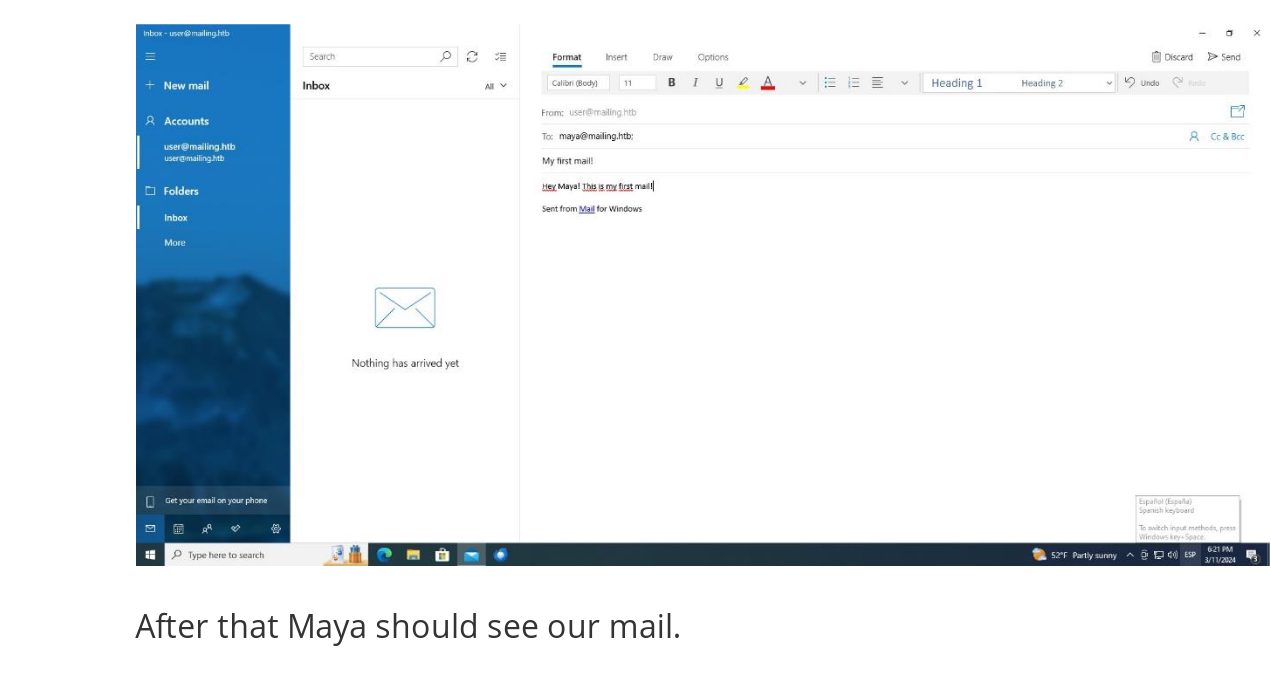 Inbox - user@mailing.htb
Search
Format Insert Draw Options
Discard Send
New mail
Inbox
All
Calibri (Body) 11 B I U A Heading 1 Heading 2 Undo Redo
Accounts
user@mailing.htb
user@mailing.htb
Folders
Inbox
More
From: user@mailing.htb
To: maya@mailing.htb;
Cc & Bcc
My first mail!
Hey Maya! This is my first mail!
Sent from Mail for Windows
Nothing has arrived yet
Get your email on your phone
Español (España)
Spanish keyboard
To switch input methods, press
Windows key+Space.
Type here to search
52°F Partly sunny
ESP
6:21 PM
3/11/2024
3
After that Maya should see our mail.